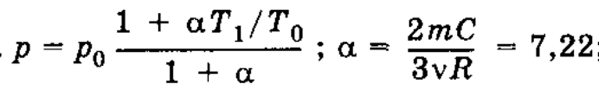 . p = p₀ (1 + αT₁/T₀)/(1 + α) ; α = 2mC/3νR = 7,22;